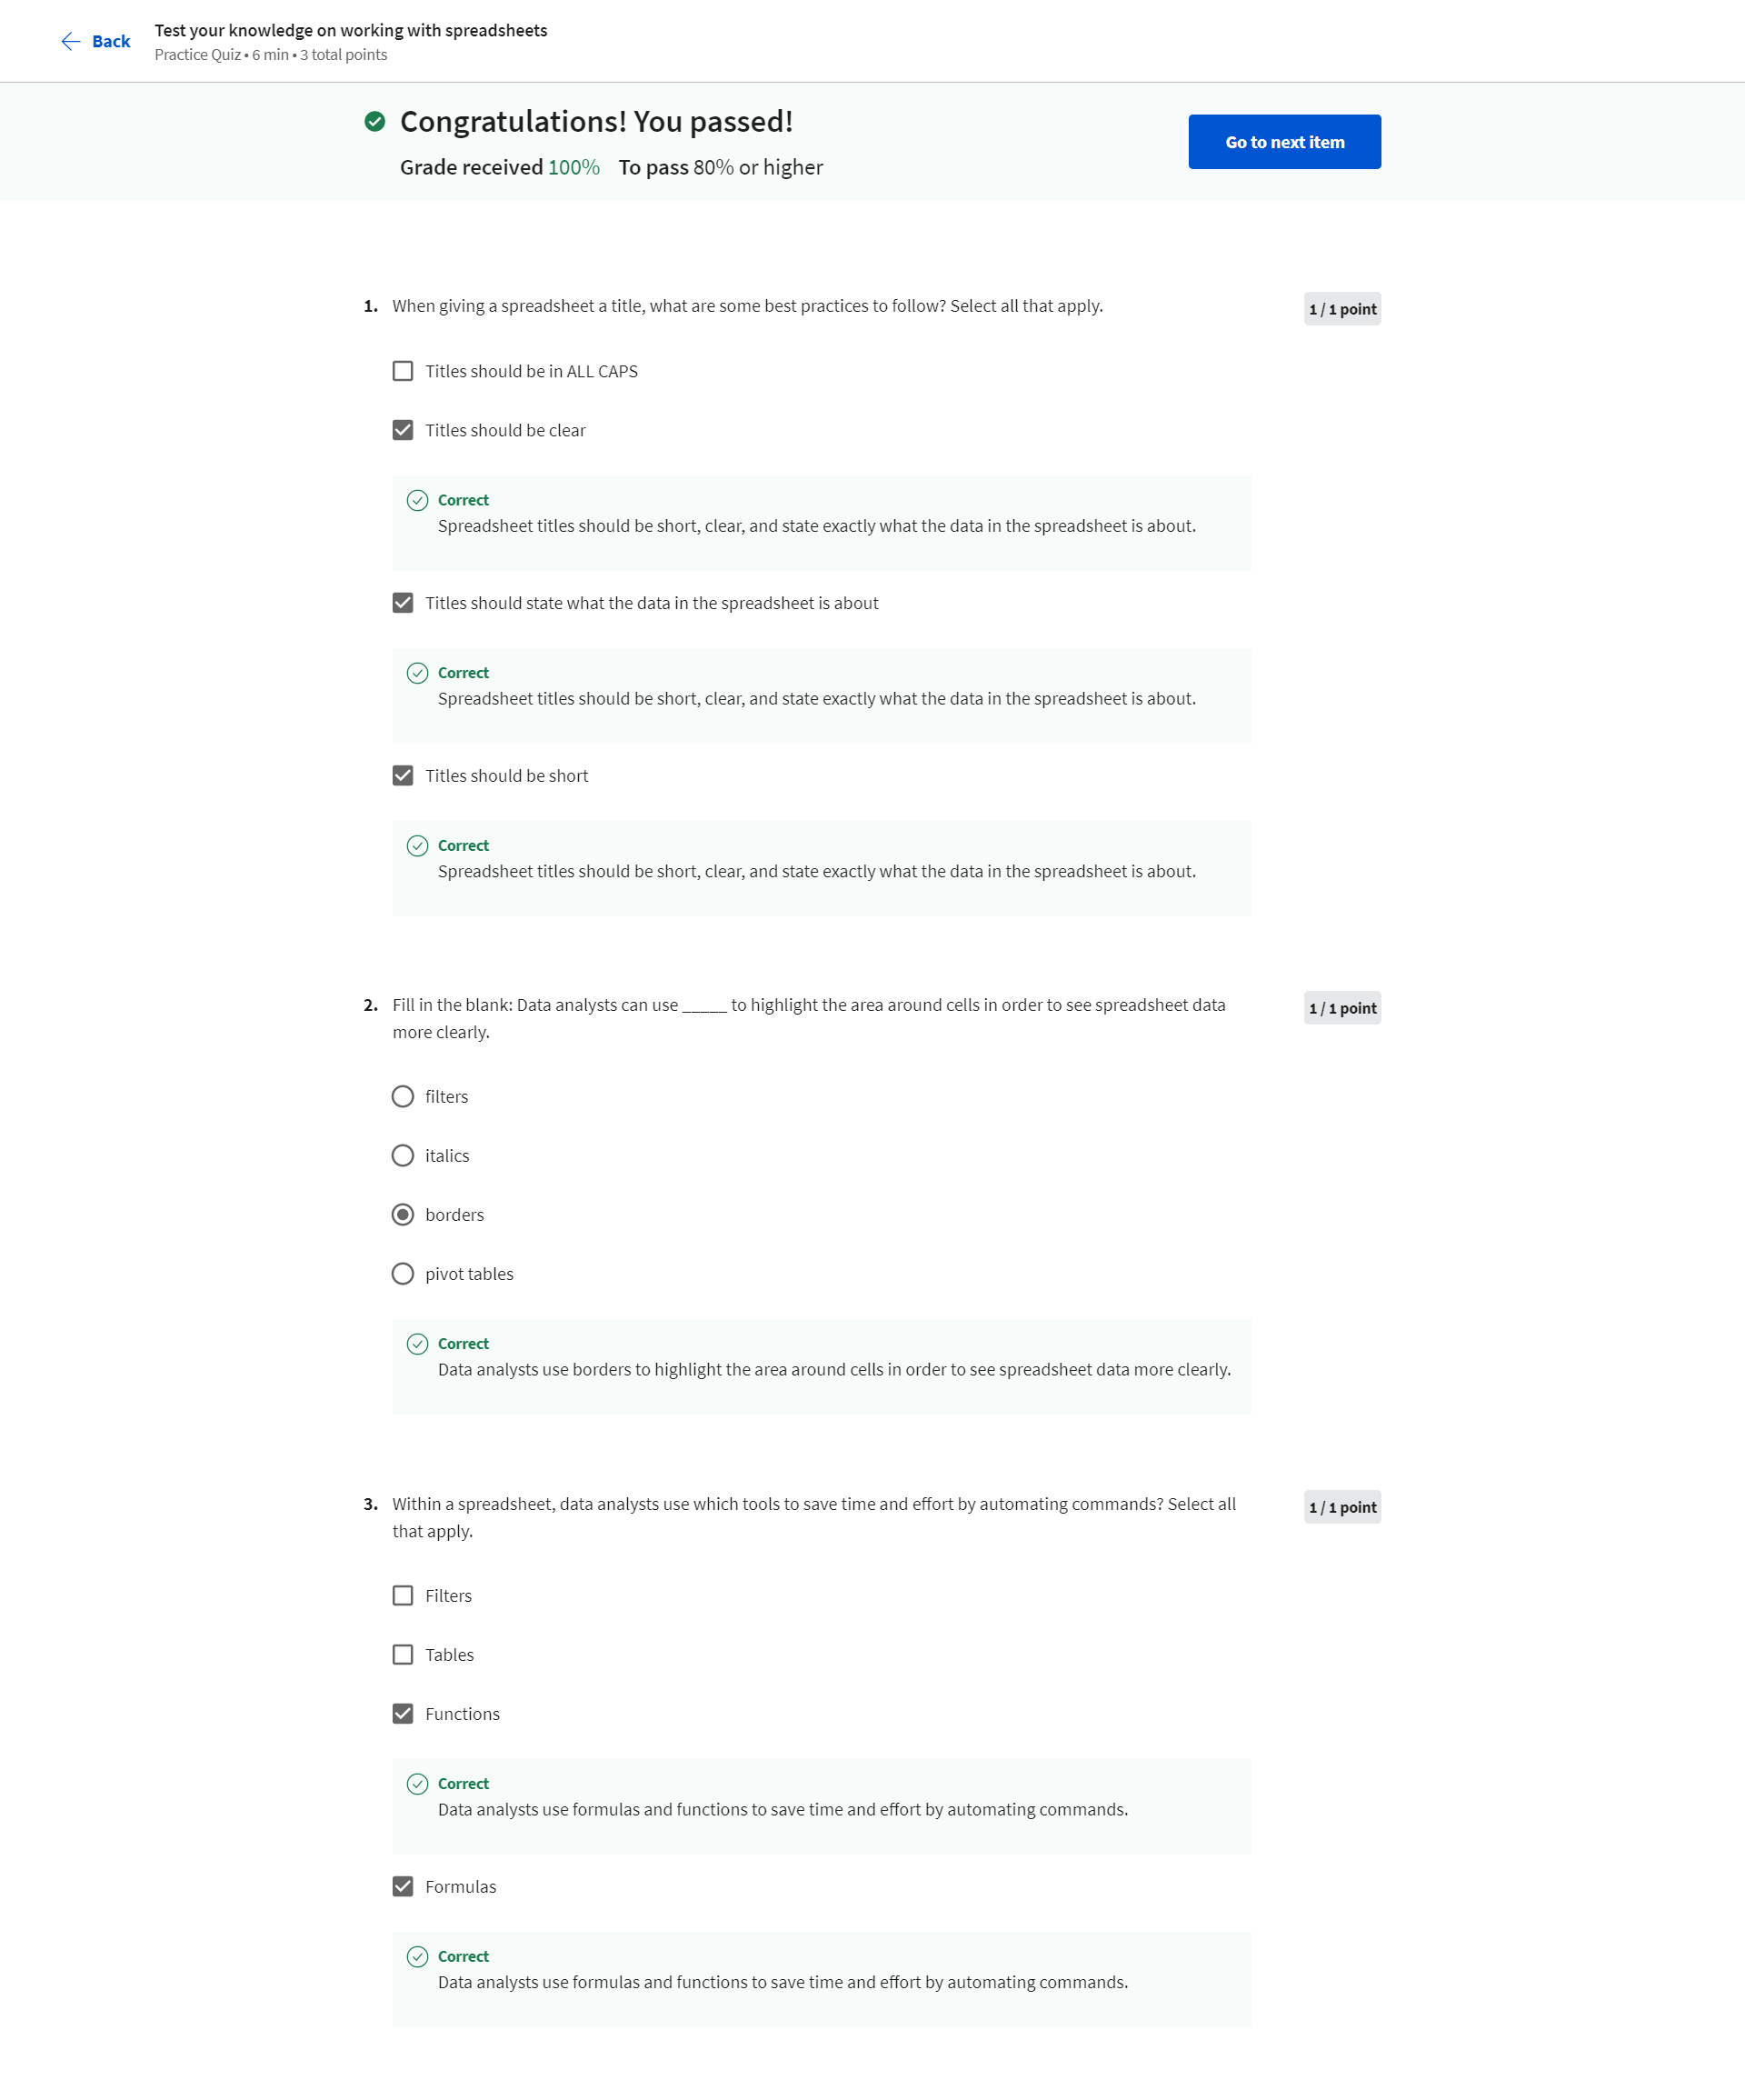 Back
Test your knowledge on working with spreadsheets
Practice Quiz • 6 min • 3 total points
Congratulations! You passed!
Grade received 100% To pass 80% or higher
Go to next item
1. When giving a spreadsheet a title, what are some best practices to follow? Select all that apply.
1 / 1 point
Titles should be in ALL CAPS
Titles should be clear
Correct
Spreadsheet titles should be short, clear, and state exactly what the data in the spreadsheet is about.
Titles should state what the data in the spreadsheet is about
Correct
Spreadsheet titles should be short, clear, and state exactly what the data in the spreadsheet is about.
Titles should be short
Correct
Spreadsheet titles should be short, clear, and state exactly what the data in the spreadsheet is about.
2. Fill in the blank: Data analysts can use _____ to highlight the area around cells in order to see spreadsheet data
more clearly.
1 / 1 point
filters
italics
borders
pivot tables
Correct
Data analysts use borders to highlight the area around cells in order to see spreadsheet data more clearly.
3. Within a spreadsheet, data analysts use which tools to save time and effort by automating commands? Select all
that apply.
1 / 1 point
Filters
Tables
Functions
Correct
Data analysts use formulas and functions to save time and effort by automating commands.
Formulas
Correct
Data analysts use formulas and functions to save time and effort by automating commands.